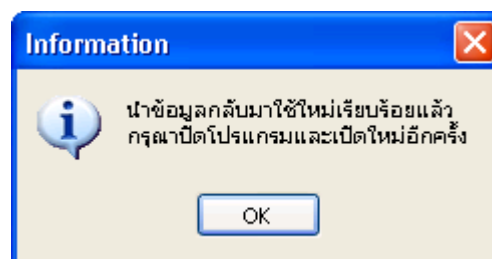 Information
นำข้อมูลกลับมาใช้ใหม่เรียบร้อยแล้ว
กรุณาปิดโปรแกรมและเปิดใหม่อีกครั้ง
OK